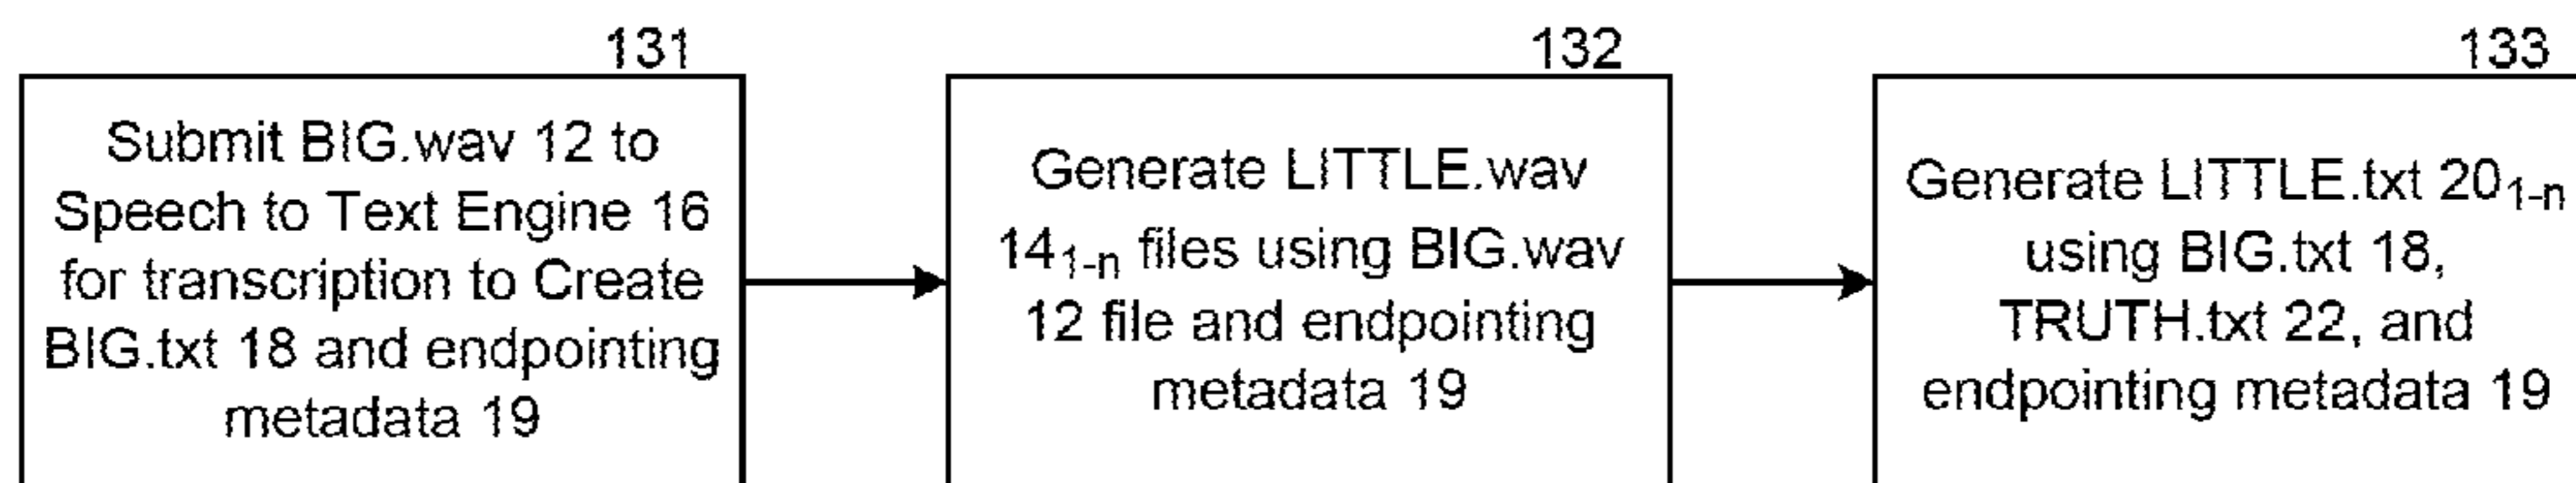 131
Submit BIG.wav 12 to
Speech to Text Engine 16
for transcription to Create
BIG.txt 18 and endpointing
metadata 19
132
Generate LITTLE.wav
14₁₋ₙ files using BIG.wav
12 file and endpointing
metadata 19
133
Generate LITTLE.txt 20₁₋ₙ
using BIG.txt 18,
TRUTH.txt 22, and
endpointing metadata 19